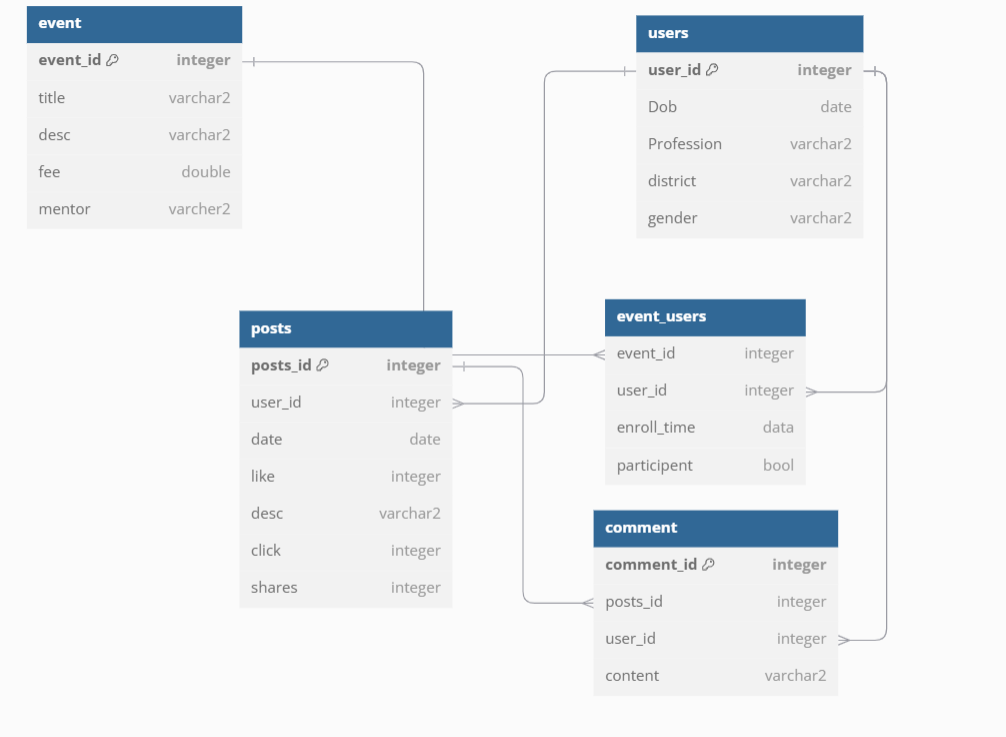 event
event_id integer
title varchar2
desc varchar2
fee double
mentor varcher2
users
user_id integer
Dob date
Profession varchar2
district varchar2
gender varchar2
posts
posts_id integer
user_id integer
date date
like integer
desc varchar2
click integer
shares integer
event_users
event_id integer
user_id integer
enroll_time data
participent bool
comment
comment_id integer
posts_id integer
user_id integer
content varchar2